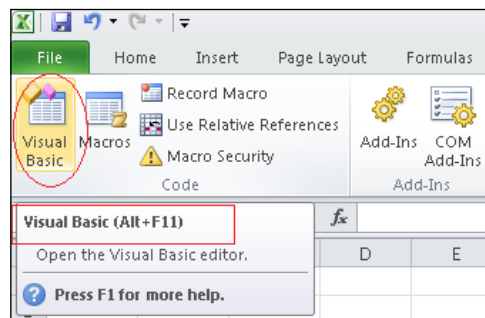 File Home Insert Page Layout Formulas
Visual Basic
Macros
Record Macro
Use Relative References
Macro Security
Code
Add-Ins
COM Add-Ins
Add-Ins
Visual Basic (Alt+F11)
Open the Visual Basic editor.
Press F1 for more help.
fx
D E